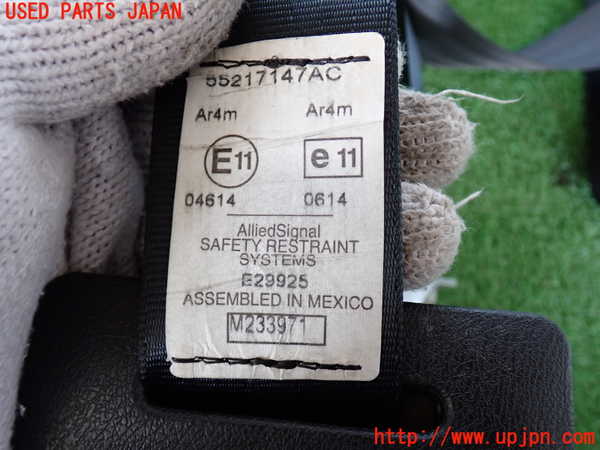 USED PARTS JAPAN
55217147AC
Ar4m Ar4m
E11 e11
04614 0614
AlliedSignal
SAFETY RESTRAINT
SYSTEMS
E29925
ASSEMBLED IN MEXICO
M233971
http://www.upjpn.com/